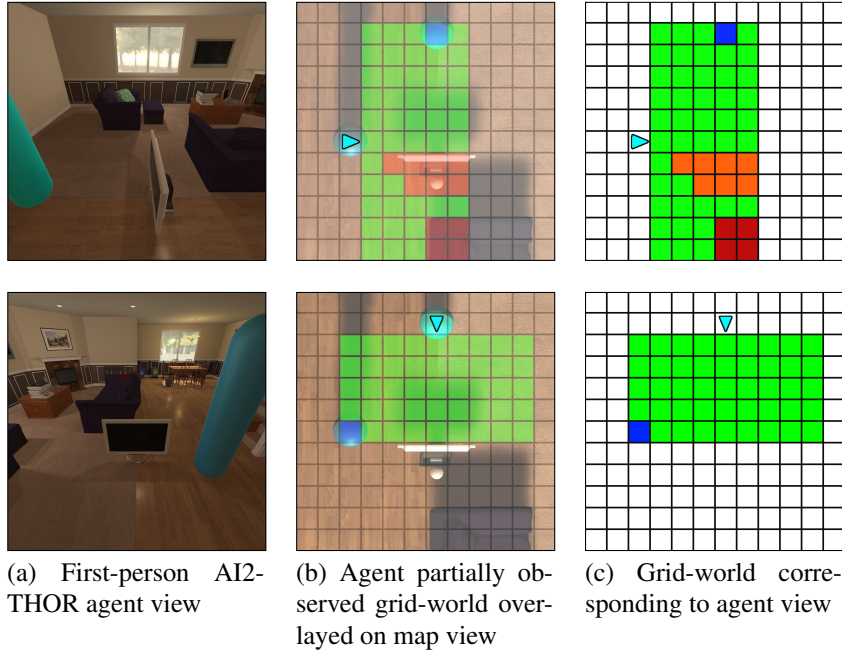 (a) First-person AI2-
THOR agent view
(b) Agent partially ob-
served grid-world over-
layed on map view
(c) Grid-world corre-
sponding to agent view